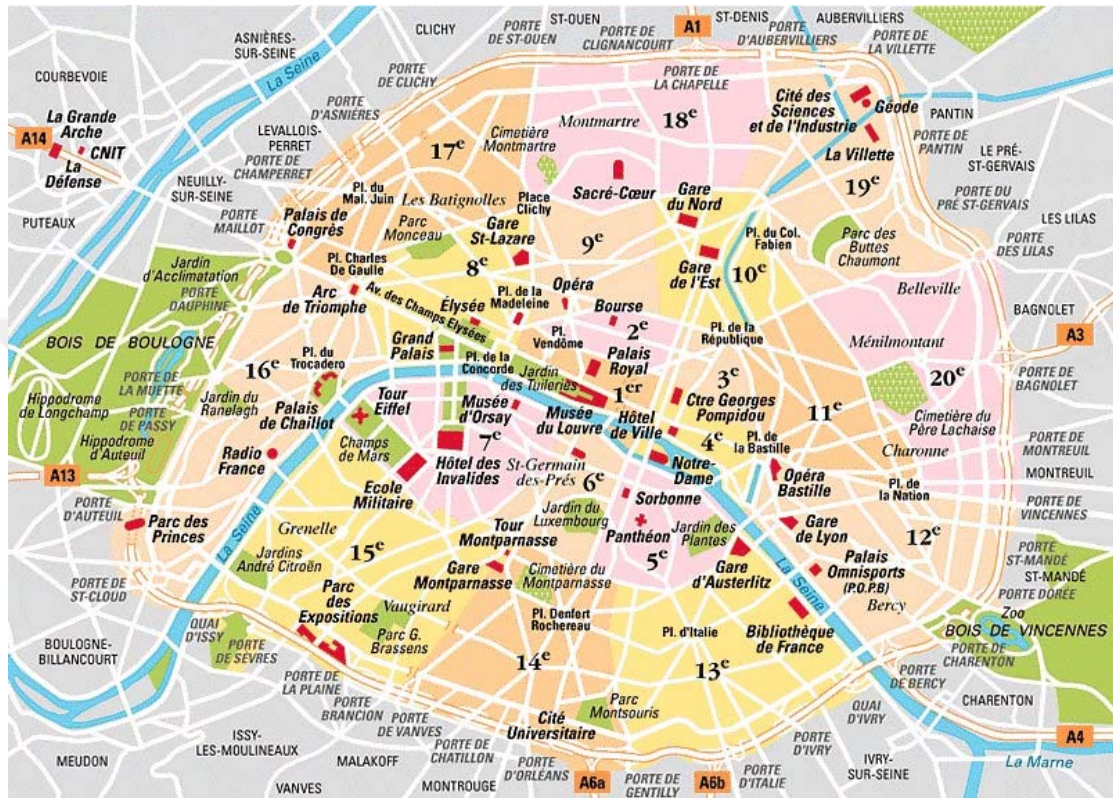 ST-OUEN
A1
ST-DENIS
AUBERVILLIERS
CLICHY
PORTE
DE ST-OUEN
PORTE DE
CLIGNANCOURT
PORTE
D'AUBERVILLIERS
PORTE DE
LA VILLETTE
ASNIÈRES-
SUR-SEINE
COURBEVOIE
La Seine
PORTE
DE CLICHY
PORTE DE
LA CHAPELLE
Cité des
Sciences
et de l'Industrie
Géode
PANTIN
La Grande
Arche
A14
CNIT
La
Défense
PORTE
D'ASNIÈRES
LEVALLOIS-
PERRET
PORTE DE
CHAMPERRET
17e
Cimetière
Montmartre
Montmartre
18e
La Villette
PORTE DE
PANTIN
LE PRÉ-
ST-GERVAIS
NEUILLY-
SUR-SEINE
PUTEAUX
Pl. du
Mal. Juin
Les Batignolles
Place
Clichy
Sacré-Cœur
Gare
du Nord
19e
PORTE DU
PRÉ ST-GERVAIS
LES LILAS
PORTE
MAILLOT
Palais de
Congrès
Parc
Monceau
Gare
St-Lazare
9e
Pl. du Col.
Fabien
Parc des
Buttes
Chaumont
PORTE
DES LILAS
Jardin
d'Acclimatation
Pl. Charles
De Gaulle
8e
Gare
de l'Est
10e
PORTE
DAUPHINE
Arc
de Triomphe
Av. des Champs Elysées
Élysée
Pl. de la
Madeleine
Opéra
Bourse
Belleville
BAGNOLET
A3
BOIS DE BOULOGNE
Grand
Palais
Pl.
Vendôme
2e
Pl. de la
République
Ménilmontant
16e
Pl. du
Trocadero
Pl. de la
Concorde
Palais
Royal
3e
20e
PORTE DE
BAGNOLET
PORTE DE
LA MUETTE
Jardin
des Tuileries
1er
Hippodrome
de Longchamp
Jardin du
Ranelagh
PORTE
DE PASSY
Palais
de Chaillot
Tour
Eiffel
Musée
d'Orsay
Musée
du Louvre
Hôtel
de Ville
Ctre Georges
Pompidou
11e
Cimetière du
Père Lachaise
Hippodrome
d'Auteuil
Champs
de Mars
7e
4e
Pl. de
la Bastille
Charonne
PORTE DE
MONTREUIL
MONTREUIL
A13
Radio
France
Hôtel des
Invalides
St-Germain
des-Prés
6e
Notre-
Dame
Opéra
Bastille
Pl. de
la Nation
PORTE DE
VINCENNES
PORTE
D'AUTEUIL
Ecole
Militaire
Sorbonne
Parc des
Princes
Grenelle
La Seine
Tour
Montparnasse
Jardin du
Luxembourg
Panthéon
Jardin des
Plantes
Gare
de Lyon
12e
15e
5e
PORTE
ST-MANDÉ
ST-MANDÉ
Jardins
André Citroën
Gare
Montparnasse
Cimetière du
Montparnasse
Gare
d'Austerlitz
La Seine
Palais
Omnisports
(P.O.P.B)
PORTE DORÉE
PORTE DE
ST-CLOUD
Parc
des
Expositions
Vaugirard
Pl. Denfert
Rochereau
Bercy
Zoo
BOIS DE VINCENNES
QUAI
D'ISSY
BOULOGNE-
BILLANCOURT
PORTE
DE SÈVRES
Parc G.
Brassens
14e
Pl. d'Italie
13e
Bibliothèque
de France
PORTE DE
CHARENTON
PORTE
DE BERCY
PORTE
DE LA PLAINE
CHARENTON
PORTE
BRANCION
PORTE
DE VANVES
Cité
Universitaire
Parc
Montsouris
QUAI
D'IVRY
MEUDON
ISSY-
LES-MOULINEAUX
MALAKOFF
PORTE DE
CHATILLON
PORTE
D'IVRY
IVRY-
SUR-SEINE
A4
La Marne
VANVES
MONTROUGE
PORTE
D'ORLÉANS
A6a
PORTE DE
GENTILLY
A6b
PORTE
D'ITALIE